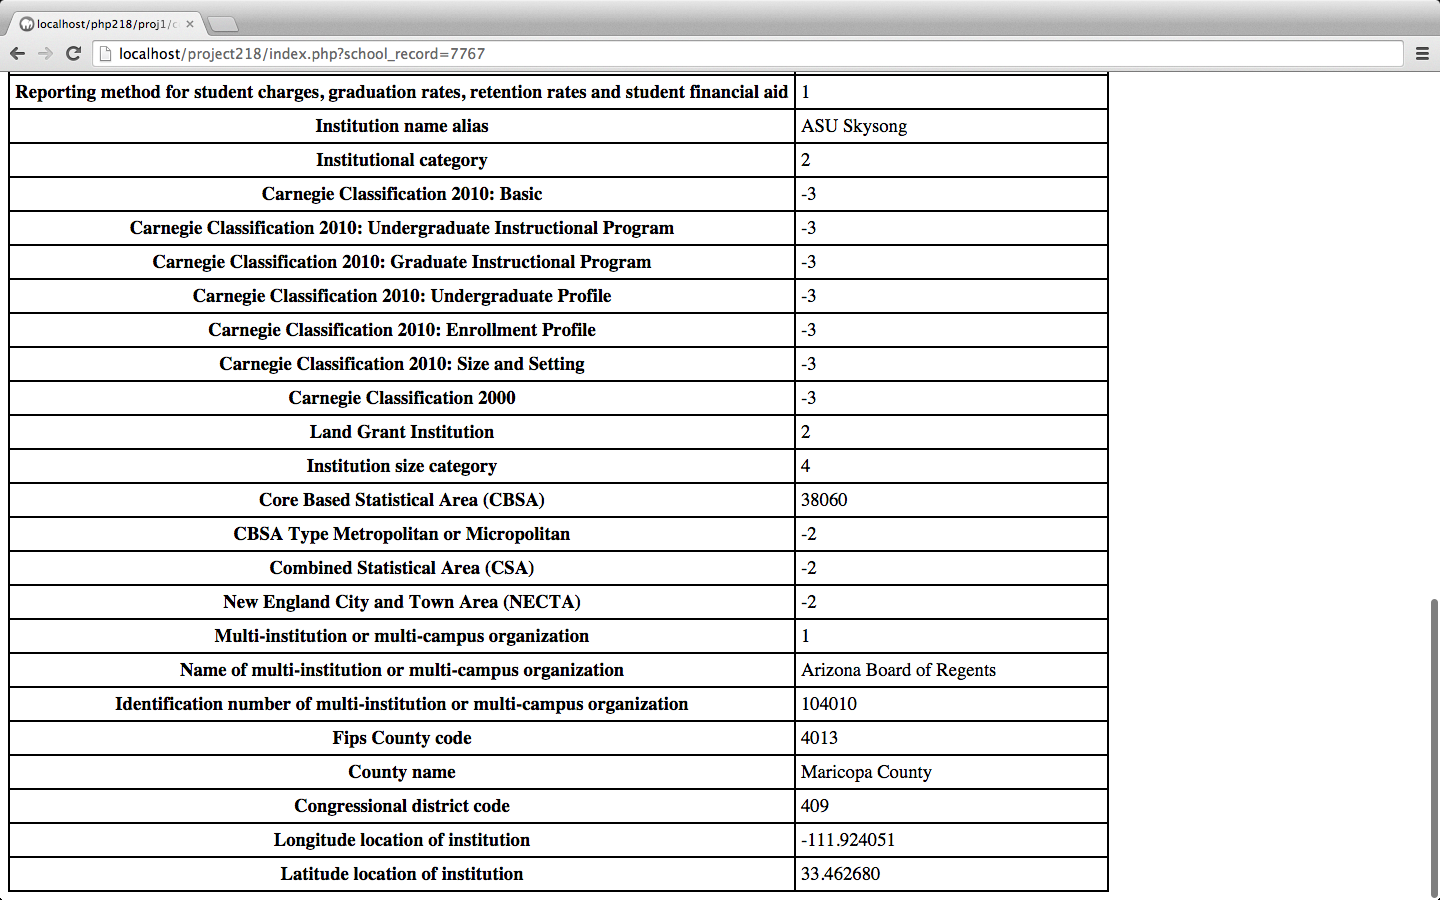 localhost/php218/proj1/c
localhost/project218/index.php?school_record=7767
Reporting method for student charges, graduation rates, retention rates and student financial aid 1
Institution name alias ASU Skysong
Institutional category 2
Carnegie Classification 2010: Basic -3
Carnegie Classification 2010: Undergraduate Instructional Program -3
Carnegie Classification 2010: Graduate Instructional Program -3
Carnegie Classification 2010: Undergraduate Profile -3
Carnegie Classification 2010: Enrollment Profile -3
Carnegie Classification 2010: Size and Setting -3
Carnegie Classification 2000 -3
Land Grant Institution 2
Institution size category 4
Core Based Statistical Area (CBSA) 38060
CBSA Type Metropolitan or Micropolitan -2
Combined Statistical Area (CSA) -2
New England City and Town Area (NECTA) -2
Multi-institution or multi-campus organization 1
Name of multi-institution or multi-campus organization Arizona Board of Regents
Identification number of multi-institution or multi-campus organization 104010
Fips County code 4013
County name Maricopa County
Congressional district code 409
Longitude location of institution -111.924051
Latitude location of institution 33.462680